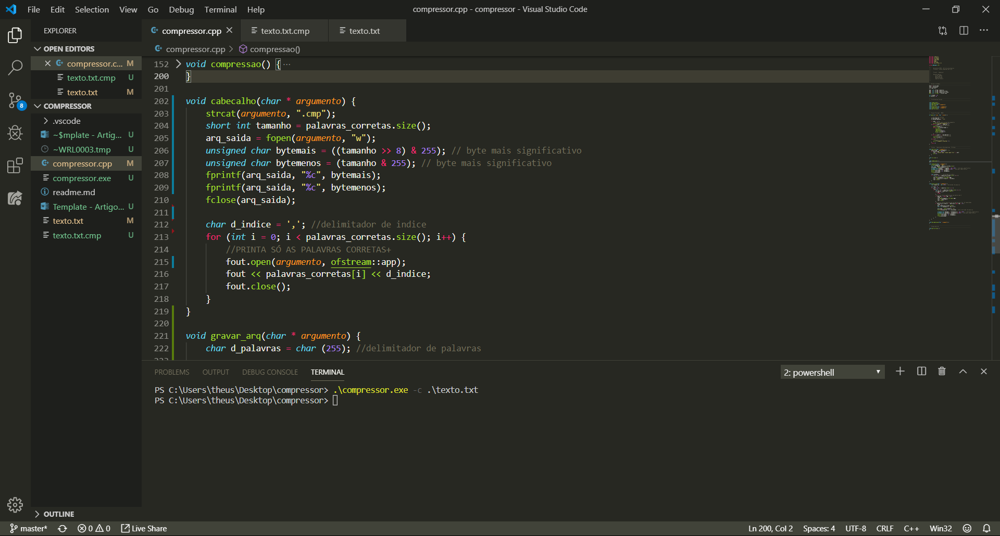 File Edit Selection View Go Debug Terminal Help
compressor.cpp - compressor - Visual Studio Code
EXPLORER
OPEN EDITORS
compressor.c... M
texto.txt.cmp U
texto.txt M
8
COMPRESSOR
.vscode
~$mplate - Artig... U
~WRL0003.tmp U
compressor.cpp M
compressor.exe U
readme.md
Template - Artigo... U
texto.txt M
texto.txt.cmp U
OUTLINE
compressor.cpp texto.txt.cmp texto.txt
compressor.cpp > compressao()
152 void compressao() { ...
200 }
201
202 void cabecalho(char * argumento) {
203 strcat(argumento, ".cmp");
204 short int tamanho = palavras_corretas.size();
205 arq_saida = fopen(argumento, "w");
206 unsigned char bytemais = ((tamanho >> 8) & 255); // byte mais significativo
207 unsigned char bytemenos = (tamanho & 255); // byte mais significativo
208 fprintf(arq_saida, "%c", bytemais);
209 fprintf(arq_saida, "%c", bytemenos);
210 fclose(arq_saida);
211
212 char d_indice = ','; //delimitador de indice
213 for (int i = 0; i < palavras_corretas.size(); i++) {
214 //PRINTA SÓ AS PALAVRAS CORRETAS+
215 fout.open(argumento, ofstream::app);
216 fout << palavras_corretas[i] << d_indice;
217 fout.close();
218 }
219 }
220
221 void gravar_arq(char * argumento) {
222 char d_palavras = char (255); //delimitador de palavras
223
PROBLEMS OUTPUT DEBUG CONSOLE TERMINAL
2: powershell
PS C:\Users\theus\Desktop\compressor> .\compressor.exe -c .\texto.txt
PS C:\Users\theus\Desktop\compressor>
master* 0 0 Live Share
Ln 200, Col 2 Spaces: 4 UTF-8 CRLF C++ Win32